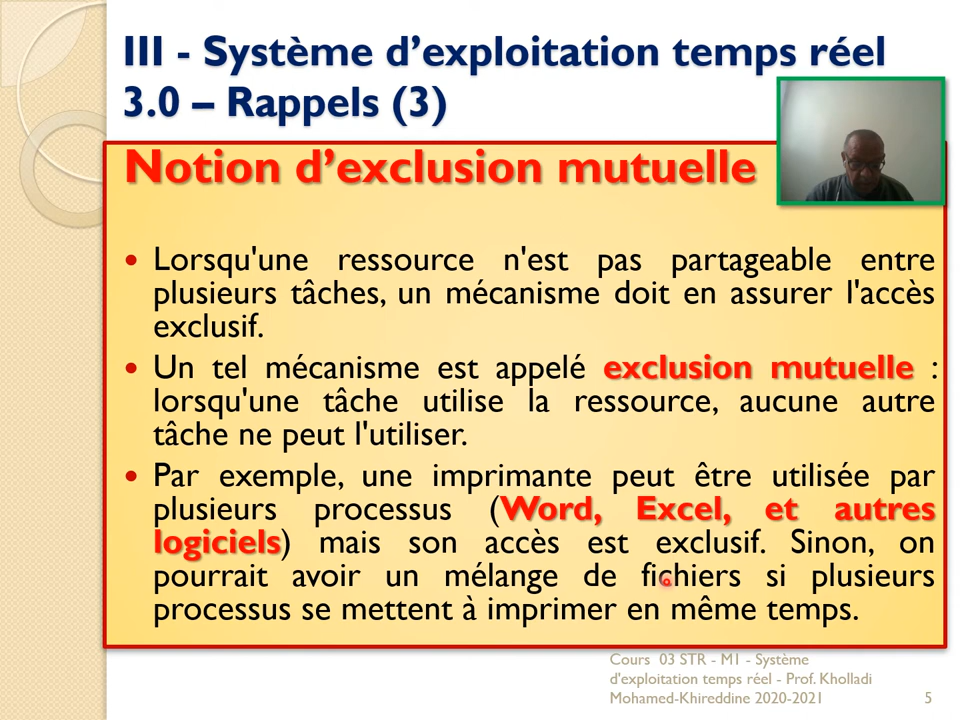 III - Système d’exploitation temps réel
3.0 – Rappels (3)
Notion d’exclusion mutuelle
• Lorsqu'une ressource n'est pas partageable entre
plusieurs tâches, un mécanisme doit en assurer l'accès
exclusif.
• Un tel mécanisme est appelé exclusion mutuelle :
lorsqu'une tâche utilise la ressource, aucune autre
tâche ne peut l'utiliser.
• Par exemple, une imprimante peut être utilisée par
plusieurs processus (Word, Excel, et autres
logiciels) mais son accès est exclusif. Sinon, on
pourrait avoir un mélange de fichiers si plusieurs
processus se mettent à imprimer en même temps.
Cours 03 STR - M1 - Système
d'exploitation temps réel - Prof. Kholladi
Mohamed-Khireddine 2020-2021 5